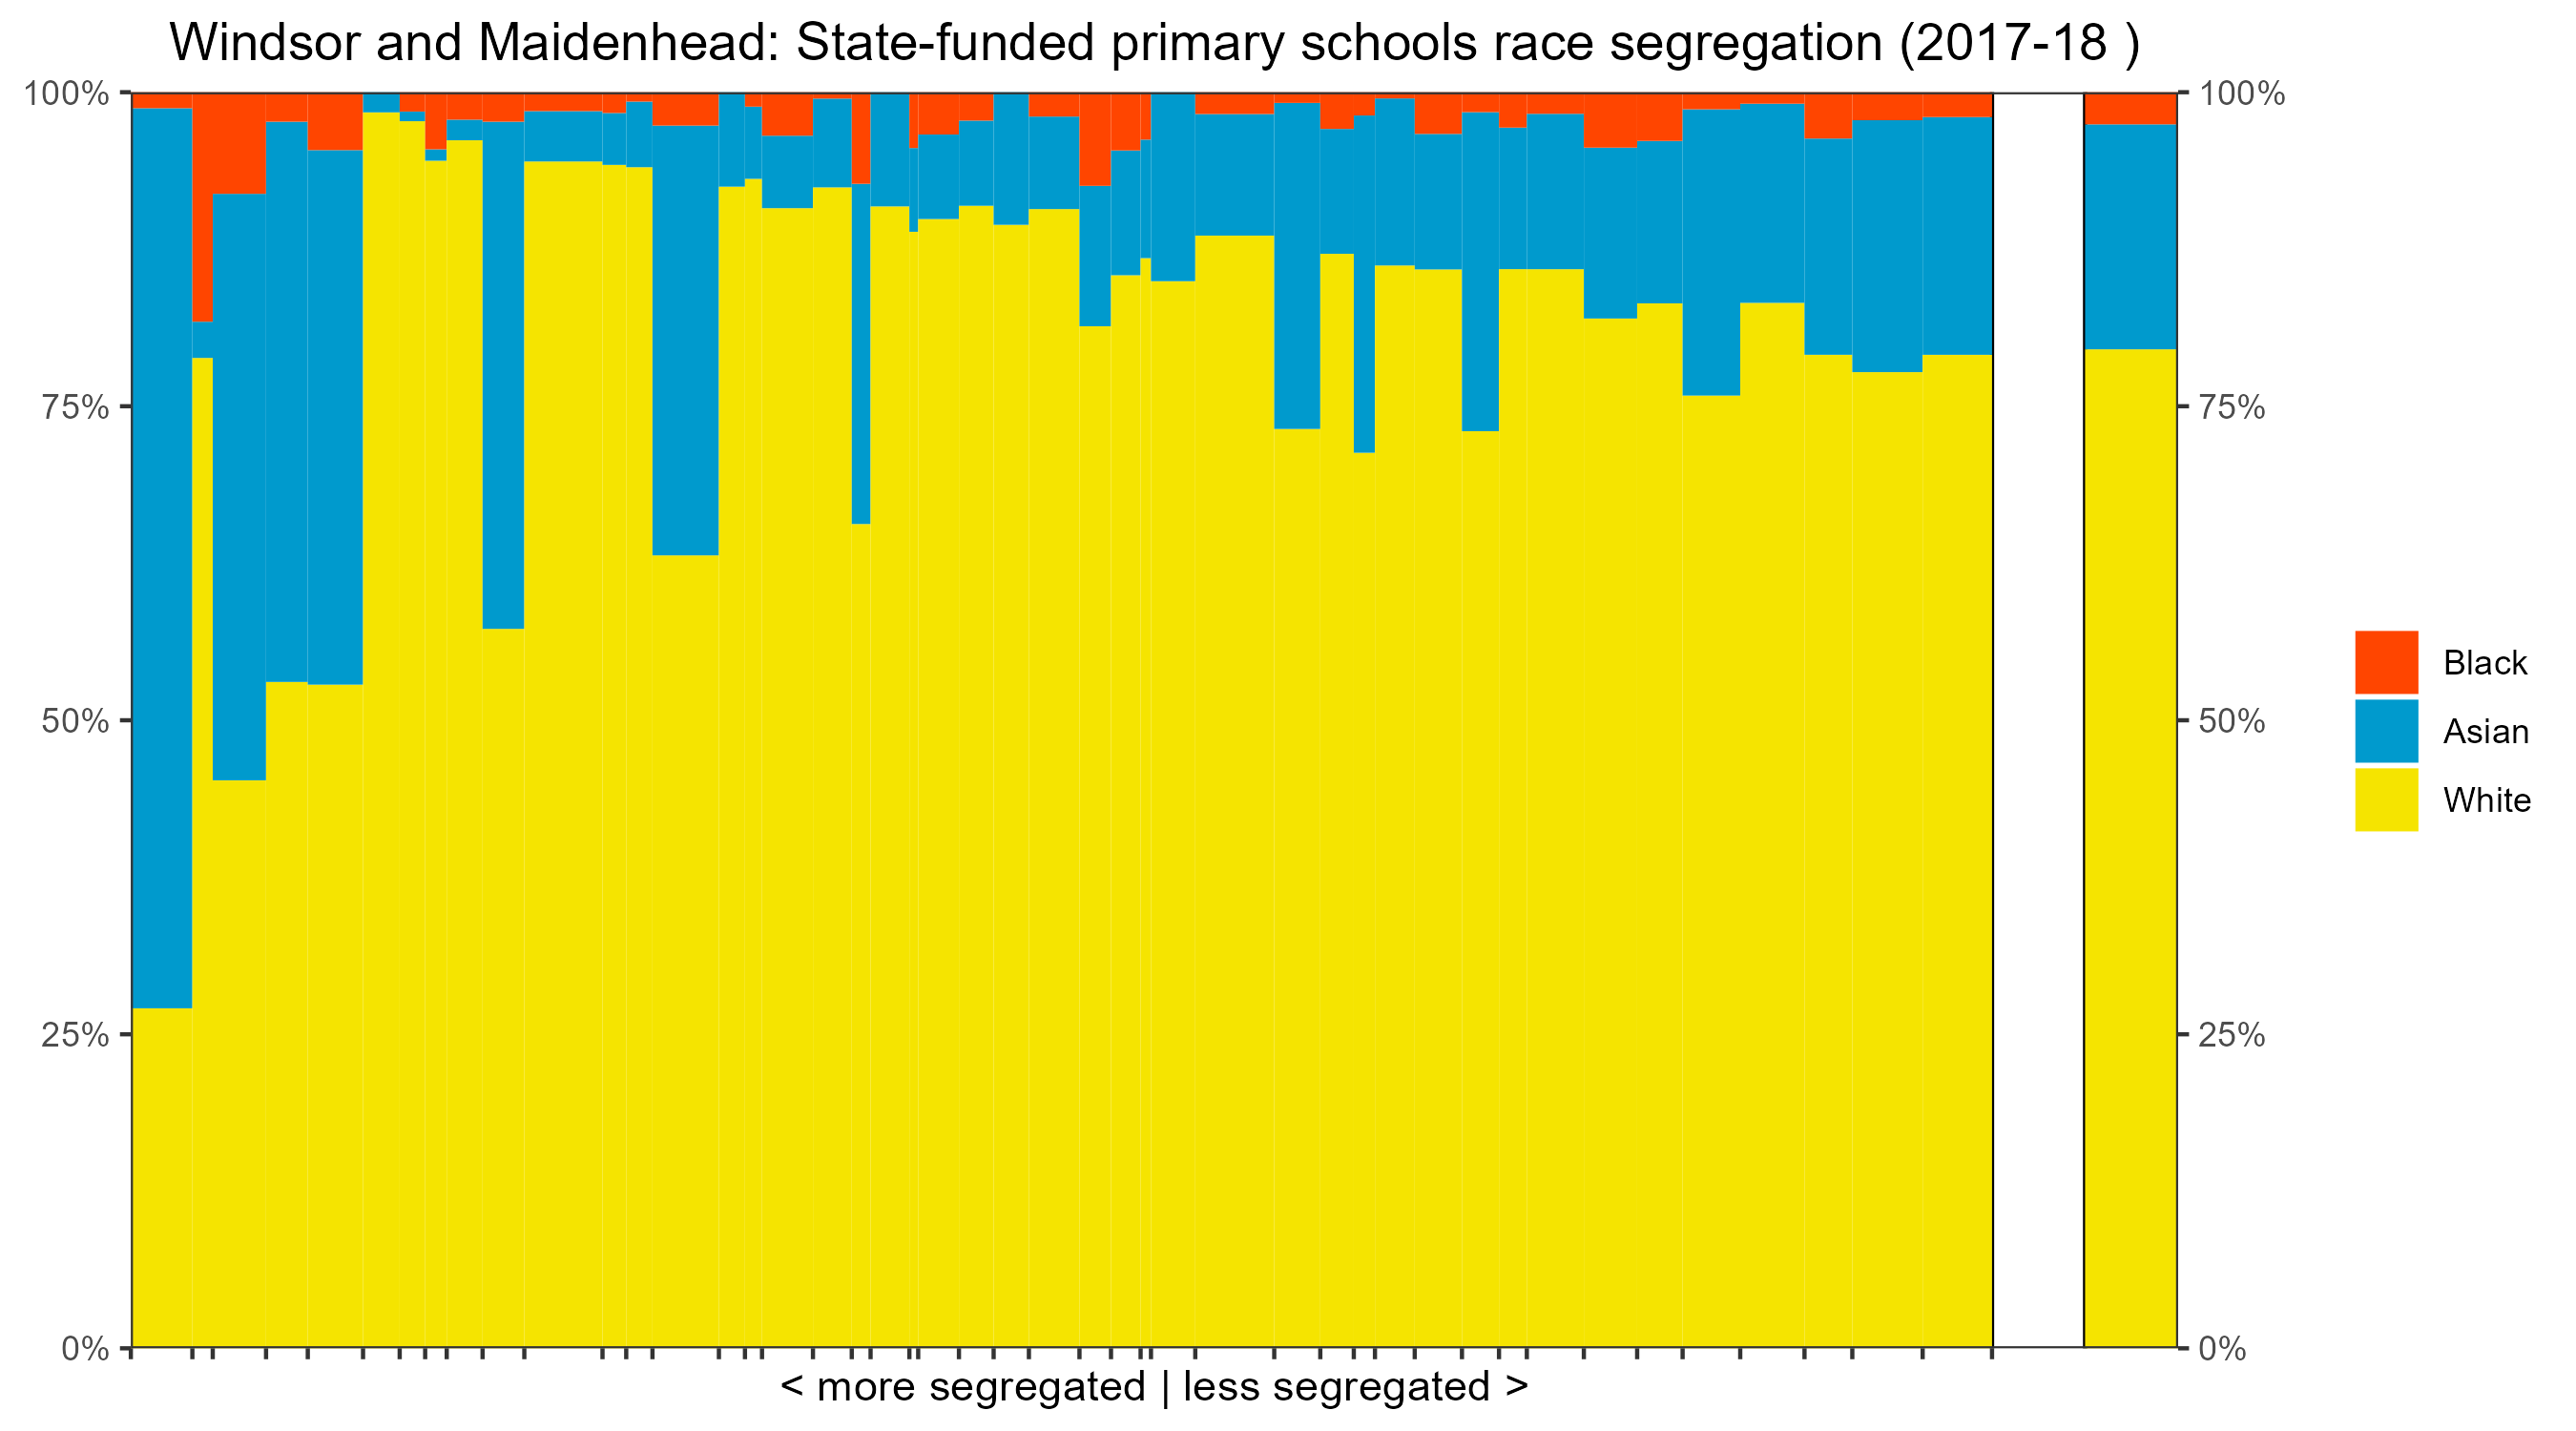 Windsor and Maidenhead: State-funded primary schools race segregation (2017-18 )
100%
75%
50%
25%
0%
100%
75%
50%
25%
0%
Black
Asian
White
< more segregated | less segregated >